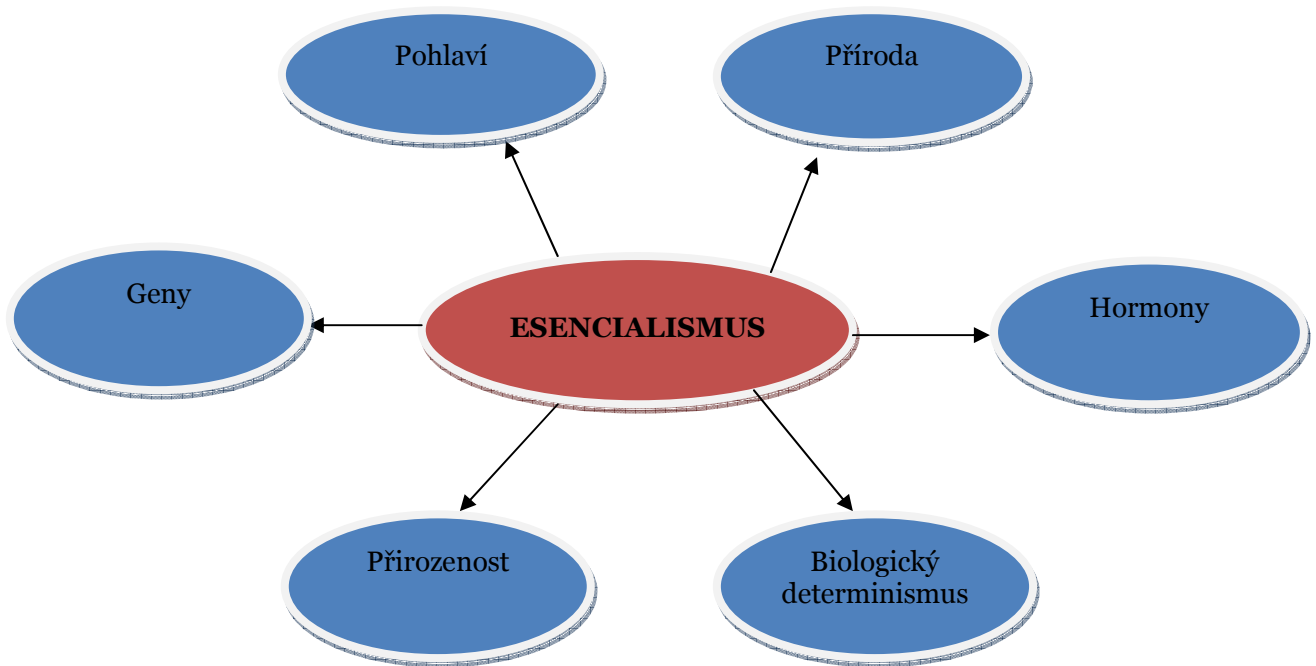 Pohlaví
Příroda
Geny
ESENCIALISMUS
Hormony
Přirozenost
Biologický
determinismus